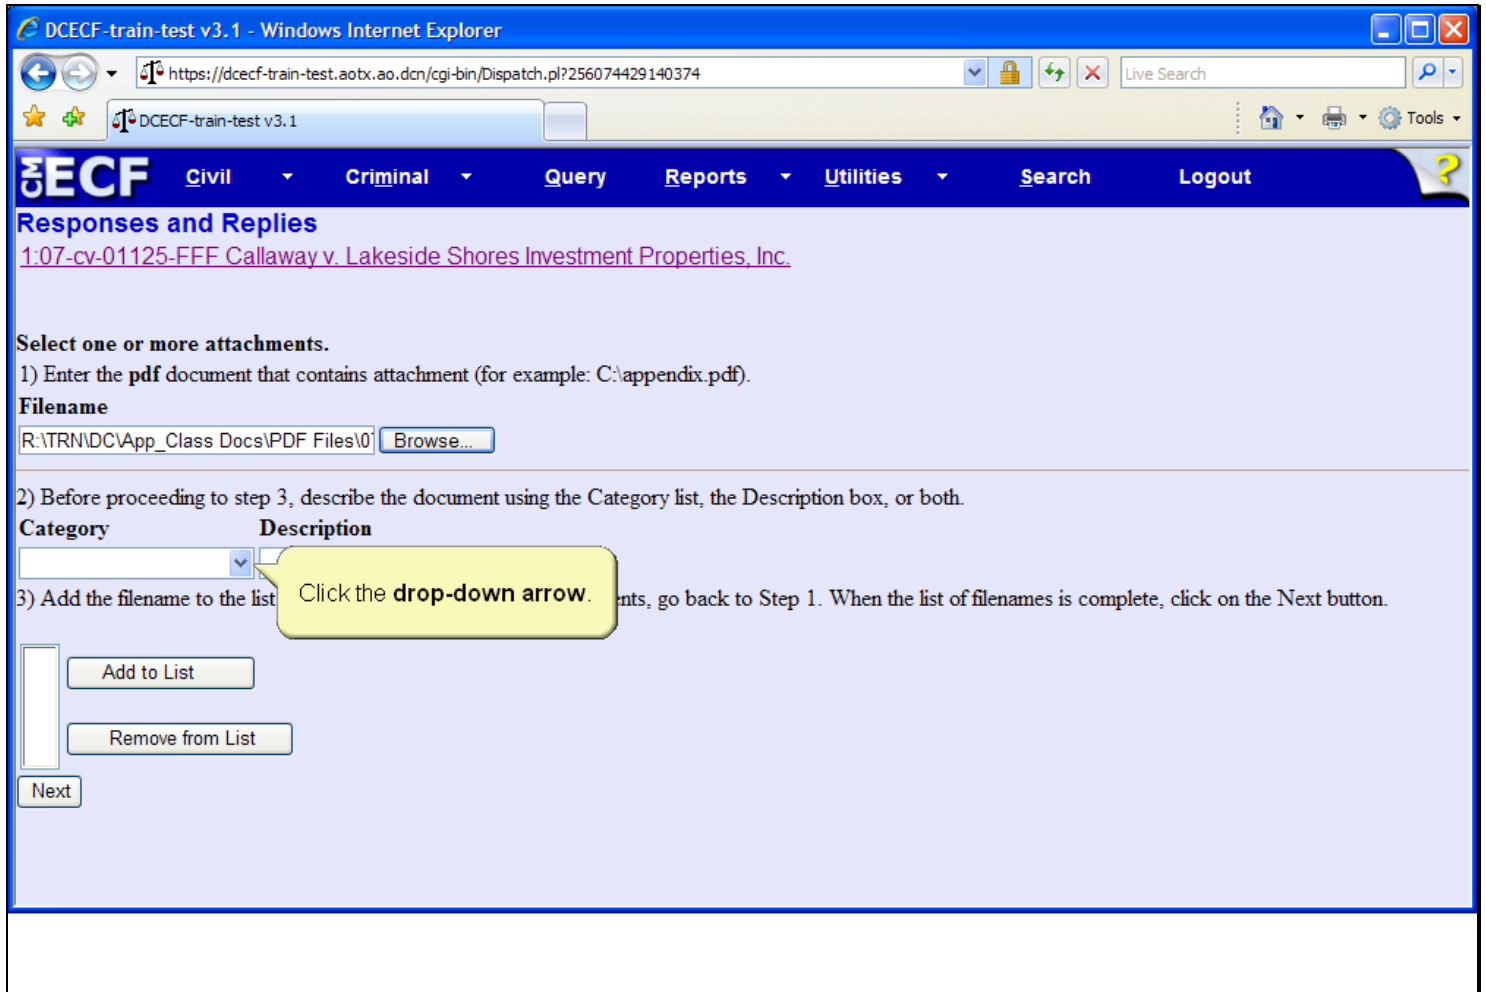 DCECF-train-test v3.1 - Windows Internet Explorer
https://dcecf-train-test.aotx.ao.dcn/cgi-bin/Dispatch.pl?256074429140374
Live Search
DCECF-train-test v3.1
Tools
CM ECF Civil Criminal Query Reports Utilities Search Logout ?
Responses and Replies
1:07-cv-01125-FFF Callaway v. Lakeside Shores Investment Properties, Inc.
Select one or more attachments.
1) Enter the pdf document that contains attachment (for example: C:\appendix.pdf).
Filename
R:\TRN\DC\App_Class Docs\PDF Files\0 Browse...
2) Before proceeding to step 3, describe the document using the Category list, the Description box, or both.
Category Description
Click the drop-down arrow.
3) Add the filename to the list nts, go back to Step 1. When the list of filenames is complete, click on the Next button.
Add to List
Remove from List
Next